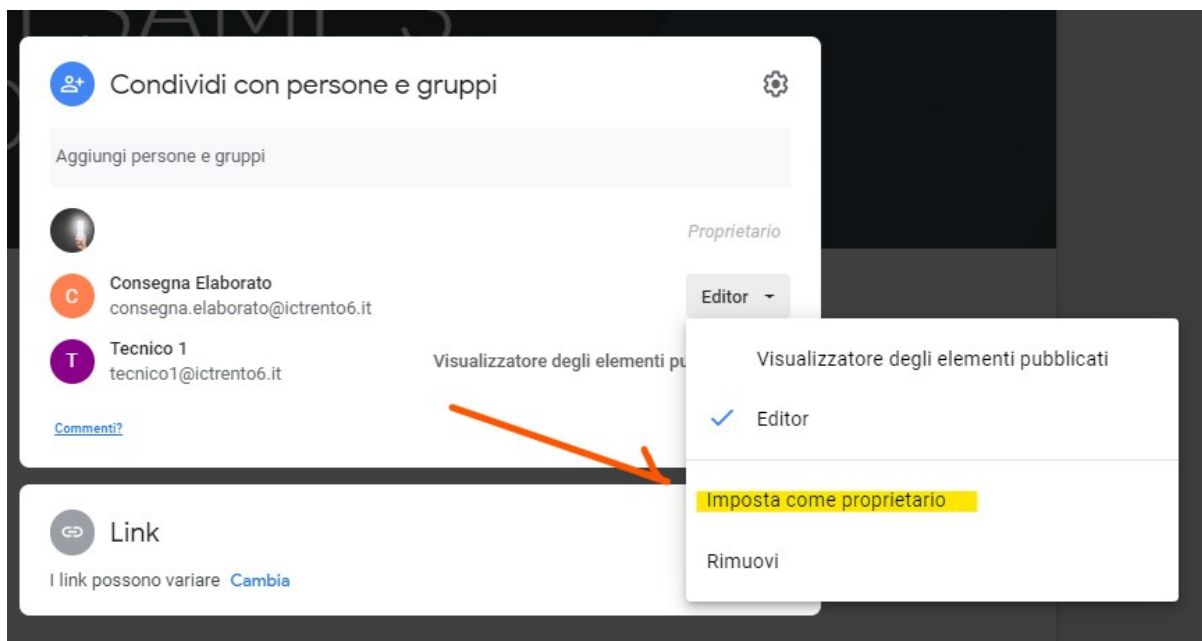 Condividi con persone e gruppi
Aggiungi persone e gruppi
Proprietario
C
Consegna Elaborato
consegna.elaborato@ictrento6.it
Editor
T
Tecnico 1
tecnico1@ictrento6.it
Visualizzatore degli elementi
Commenti?
Visualizzatore degli elementi pubblicati
Editor
Imposta come proprietario
Rimuovi
Link
I link possono variare Cambia